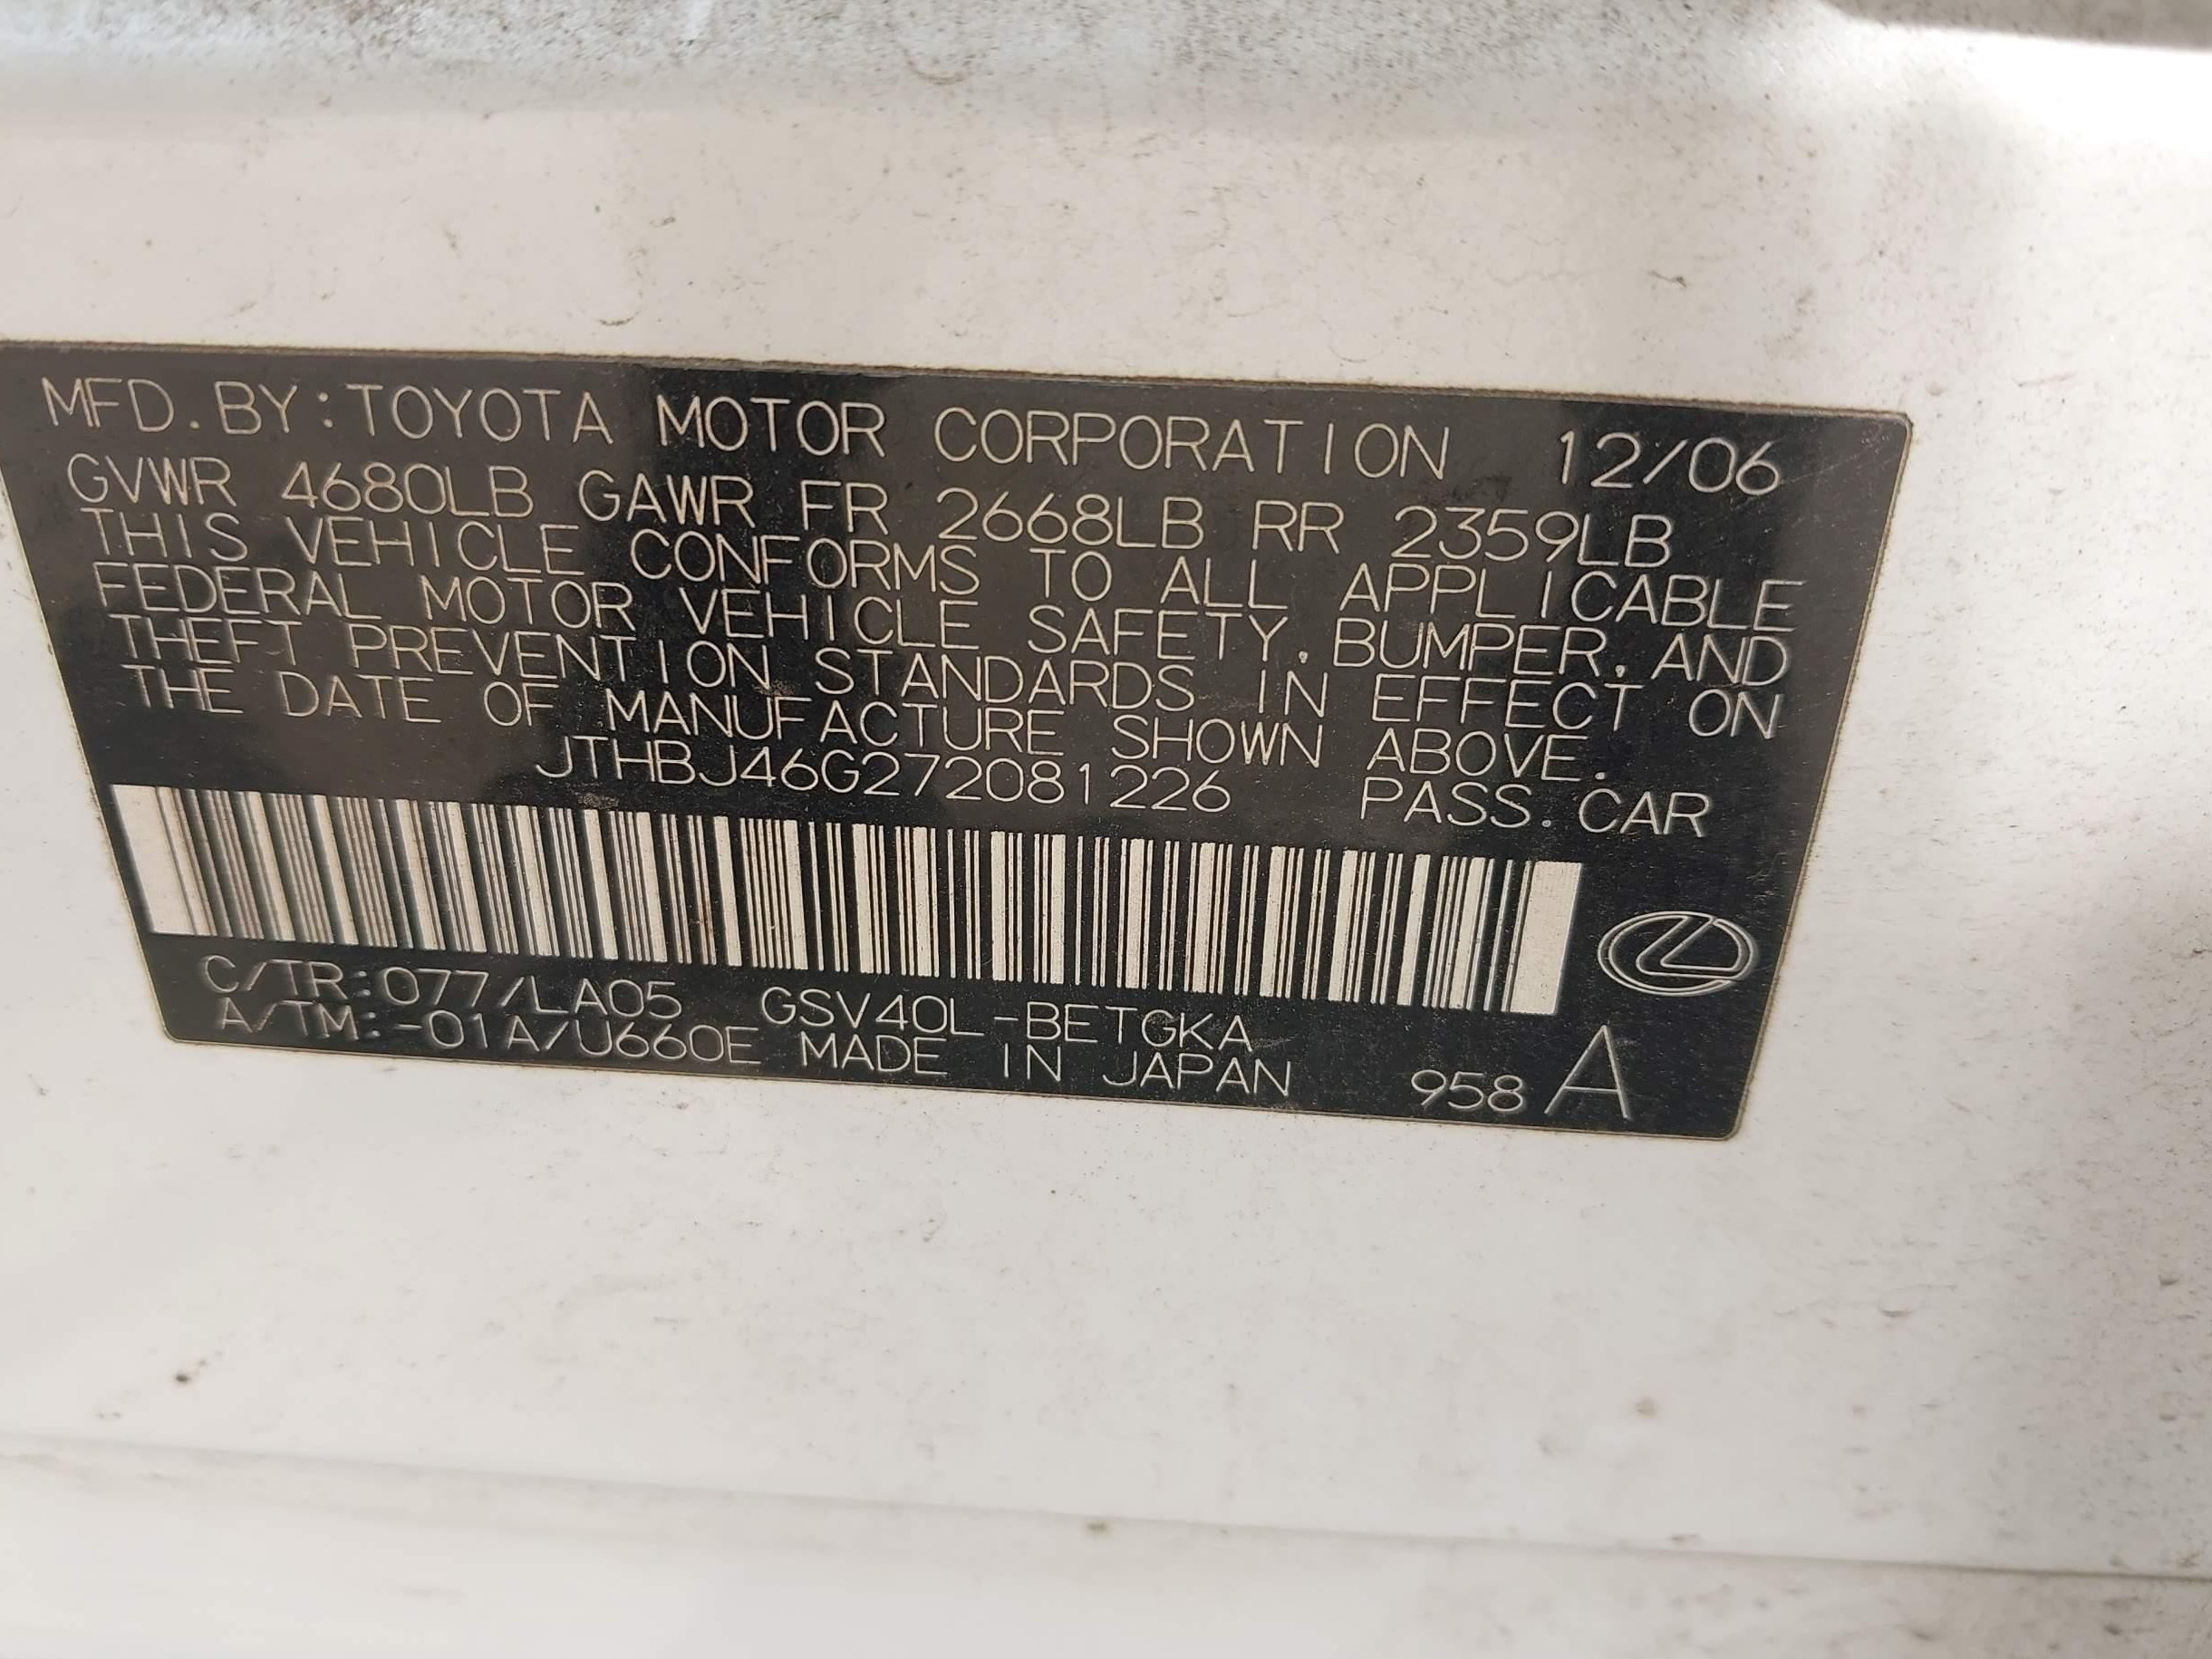 MFD. BY: TOYOTA MOTOR CORPORATION 12/06
GVWR 4680LB GAWR FR 2668LB RR 2359LB
THIS VEHICLE CONFORMS TO ALL APPLICABLE
FEDERAL MOTOR VEHICLE SAFETY, BUMPER, AND
THEFT PREVENTION STANDARDS IN EFFECT ON
THE DATE OF MANUFACTURE SHOWN ABOVE.
JTHBJ46G272081226 PASS. CAR
C/TR:077/LA05 GSV40L-BETGKA
A/TM:-01A/U660E MADE IN JAPAN 958 A